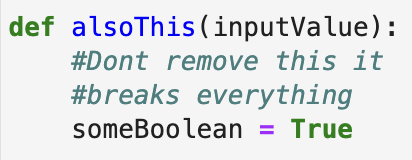 def alsoThis(inputValue):
    #Dont remove this it
    #breaks everything
    someBoolean = True